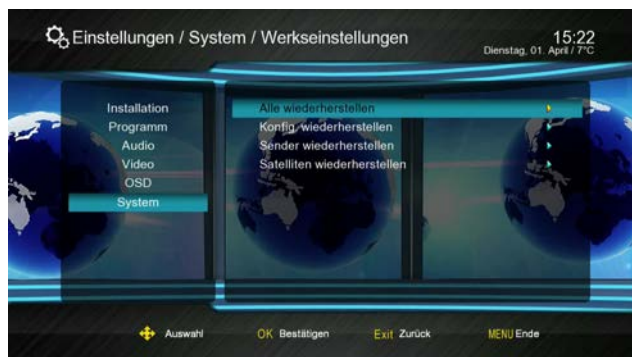 Einstellungen / System / Werkseinstellungen
15:22
Dienstag, 01. April / 7°C
Installation
Programm
Audio
Video
OSD
System
Alle wiederherstellen
Konfig. wiederherstellen
Sender wiederherstellen
Satelliten wiederherstellen
Auswahl
OK Bestätigen
Exit Zurück
MENU Ende